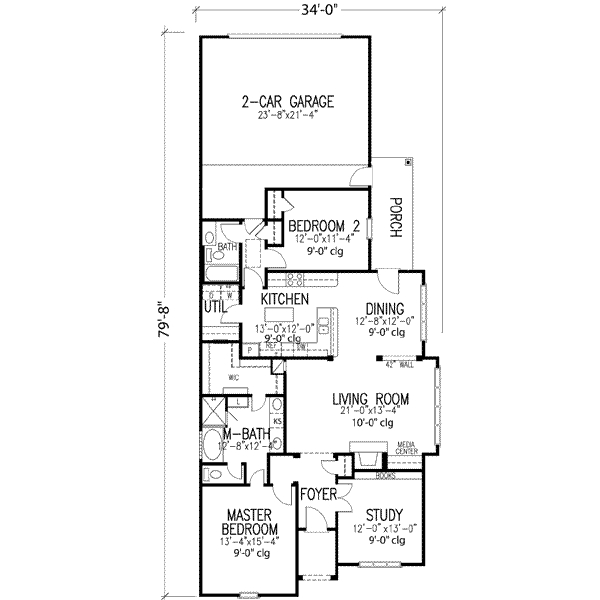 34'-0"
2-CAR GARAGE
23'-8"x21'-4"
PORCH
BEDROOM 2
12'-0"x11'-4"
9'-0" clg
BATH
79'-8"
D W
UTIL
KITCHEN
13'-0"x12'-0"
9'-0" clg
P REF DW
DINING
12'-8"x12'-0"
9'-0" clg
42" WALL
WIC
LIVING ROOM
21'-0"x13'-4"
10'-0" clg
L
KS
M-BATH
12'-8"x12'-4"
MEDIA
CENTER
BOOKS
FOYER
MASTER
BEDROOM
13'-4"x15'-4"
9'-0" clg
STUDY
12'-0"x13'-0"
9'-0" clg